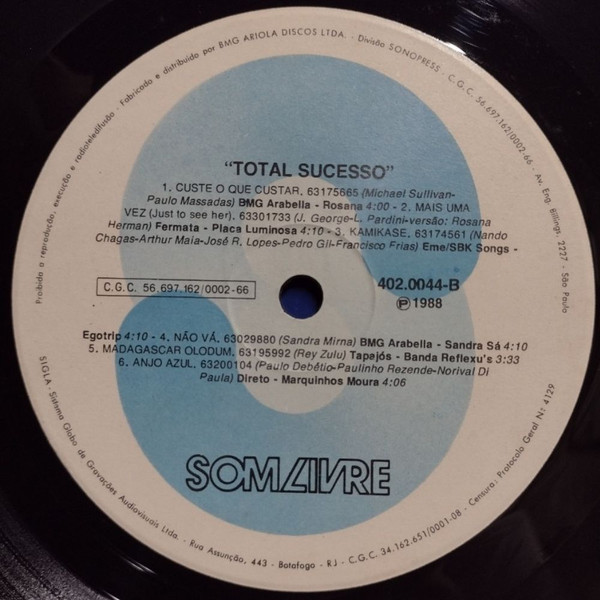 Proibida a reprodução, execução e radioteledifusão - Fabricado e distribuído por BMG ARIOLA DISCOS LTDA. - Divisão SONOPRESS - C.G.C. 56.697.162/0002-66 - Av. Eng. Billings, 2227 - São Paulo
"TOTAL SUCESSO"
1. CUSTE O QUE CUSTAR. 63175665 (Michael Sullivan-
Paulo Massadas) BMG Arabella - Rosana 4:00 - 2. MAIS UMA
VEZ (Just to see her). 63301733 (J. George-L. Pardini-versão: Rosana
Herman) Fermata - Placa Luminosa 4:10 - 3. KAMIKASE. 63174561 (Nando
Chagas-Arthur Maia-José R. Lopes-Pedro Gil-Francisco Frias) Eme/SBK Songs -
C.G.C. 56.697.162/0002-66
402.0044-B
Ⓟ 1988
Egotrip 4:10 - 4. NÃO VÁ. 63029880 (Sandra Mirna) BMG Arabella - Sandra Sá 4:10
5. MADAGASCAR OLODUM. 63195992 (Rey Zulu) Tapajós - Banda Reflexu's 3:33
6. ANJO AZUL. 63200104 (Paulo Debétio-Paulinho Rezende-Norival Di
Paula) Direto - Marquinhos Moura 4:06
SOM LIVRE
SIGLA - Sistema Globo de Gravações Audiovisuais Ltda. - Rua Assunção, 443 - Botafogo - RJ - C.G.C. 34.162.651/0001-08 - Censura: Protocolo Geral Nº 4129